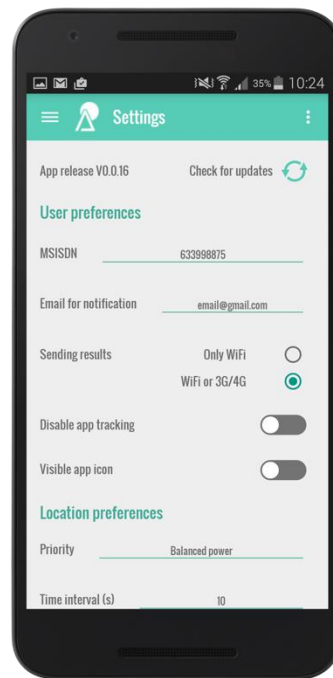 35% 10:24
Settings
App release V0.0.16 Check for updates
User preferences
MSISDN 633998875
Email for notification email@gmail.com
Sending results Only WiFi
WiFi or 3G/4G
Disable app tracking
Visible app icon
Location preferences
Priority Balanced power
Time interval (s) 10